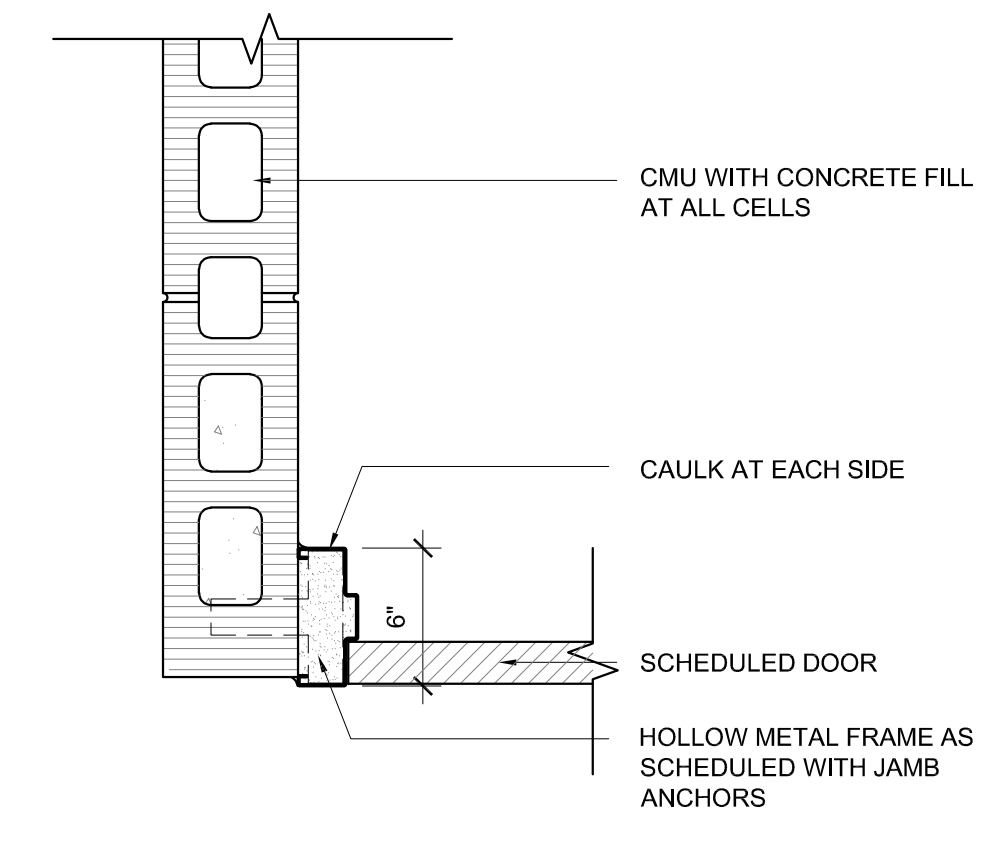 CMU WITH CONCRETE FILL
AT ALL CELLS
CAULK AT EACH SIDE
6"
SCHEDULED DOOR
HOLLOW METAL FRAME AS
SCHEDULED WITH JAMB
ANCHORS